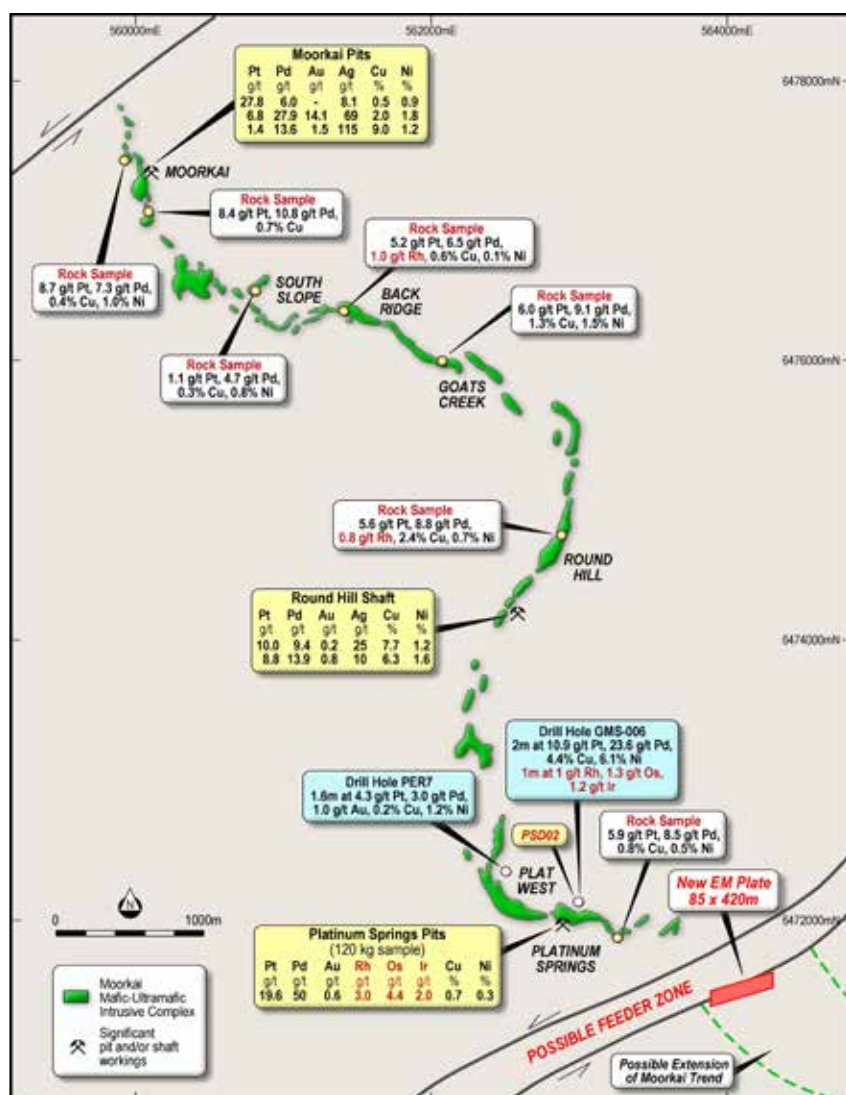 560000mE
562000mE
564000mE
Moorkai Pits
Pt Pd Au Ag Cu Ni
g/t g/t g/t g/t % %
27.8 6.0 - 8.1 0.5 0.9
6.8 27.9 14.1 69 2.0 1.8
1.4 13.6 1.5 115 9.0 1.2
6478000mN
MOORKAI
Rock Sample
8.4 g/t Pt, 10.8 g/t Pd,
0.7% Cu
Rock Sample
5.2 g/t Pt, 6.5 g/t Pd,
1.0 g/t Rh, 0.6% Cu, 0.1% Ni
Rock Sample
8.7 g/t Pt, 7.3 g/t Pd,
0.4% Cu, 1.0% Ni
SOUTH
SLOPE
BACK
RIDGE
Rock Sample
6.0 g/t Pt, 9.1 g/t Pd,
1.3% Cu, 1.5% Ni
6476000mN
Rock Sample
1.1 g/t Pt, 4.7 g/t Pd,
0.3% Cu, 0.8% Ni
GOATS
CREEK
Rock Sample
5.6 g/t Pt, 8.8 g/t Pd,
0.8 g/t Rh, 2.4% Cu, 0.7% Ni
ROUND
HILL
Round Hill Shaft
Pt Pd Au Ag Cu Ni
g/t g/t g/t g/t % %
10.0 9.4 0.2 25 7.7 1.2
8.8 13.9 0.8 10 6.3 1.6
6474000mN
Drill Hole GMS-006
2m at 10.9 g/t Pt, 23.6 g/t Pd,
4.4% Cu, 6.1% Ni
1m at 1 g/t Rh, 1.3 g/t Os,
1.2 g/t Ir
Drill Hole PER7
1.6m at 4.3 g/t Pt, 3.0 g/t Pd,
1.0 g/t Au, 0.2% Cu, 1.2% Ni
Rock Sample
5.9 g/t Pt, 8.5 g/t Pd,
0.8% Cu, 0.5% Ni
PSD02
PLAT
WEST
New EM Plate
85 x 420m
N
0 1000m
6472000mN
Platinum Springs Pits
(120 kg sample)
Pt Pd Au Rh Os Ir Cu Ni
g/t g/t g/t g/t g/t g/t % %
19.6 50 0.6 3.0 4.4 2.0 0.7 0.3
PLATINUM
SPRINGS
POSSIBLE FEEDER ZONE
Moorkai
Mafic-Ultramafic
Intrusive Complex
Significant
pit and/or shaft
workings
Possible Extension
of Moorkai Trend